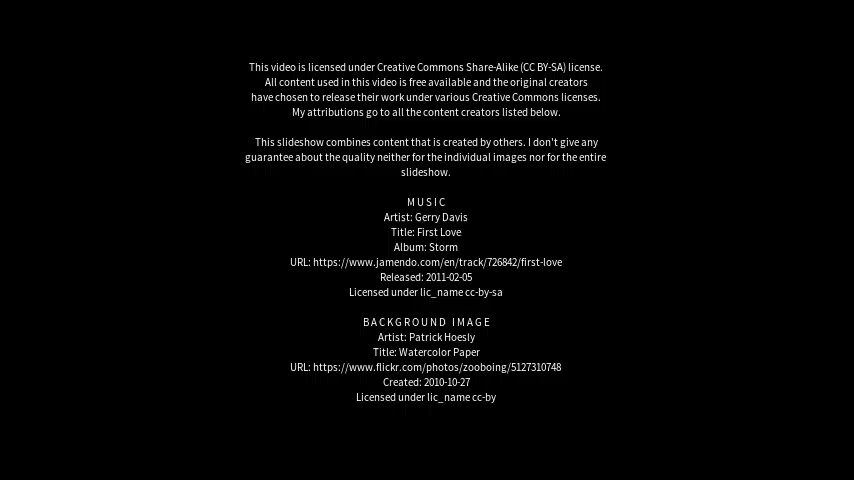 This video is licensed under Creative Commons Share-Alike (CC BY-SA) license.
All content used in this video is free available and the original creators
have chosen to release their work under various Creative Commons licenses.
My attributions go to all the content creators listed below.
This slideshow combines content that is created by others. I don't give any
guarantee about the quality neither for the individual images nor for the entire
slideshow.
MUSIC
Artist: Gerry Davis
Title: First Love
Album: Storm
URL: https://www.jamendo.com/en/track/726842/first-love
Released: 2011-02-05
Licensed under lic_name cc-by-sa
BACKGROUND IMAGE
Artist: Patrick Hoesly
Title: Watercolor Paper
URL: https://www.flickr.com/photos/zooboing/5127310748
Created: 2010-10-27
Licensed under lic_name cc-by